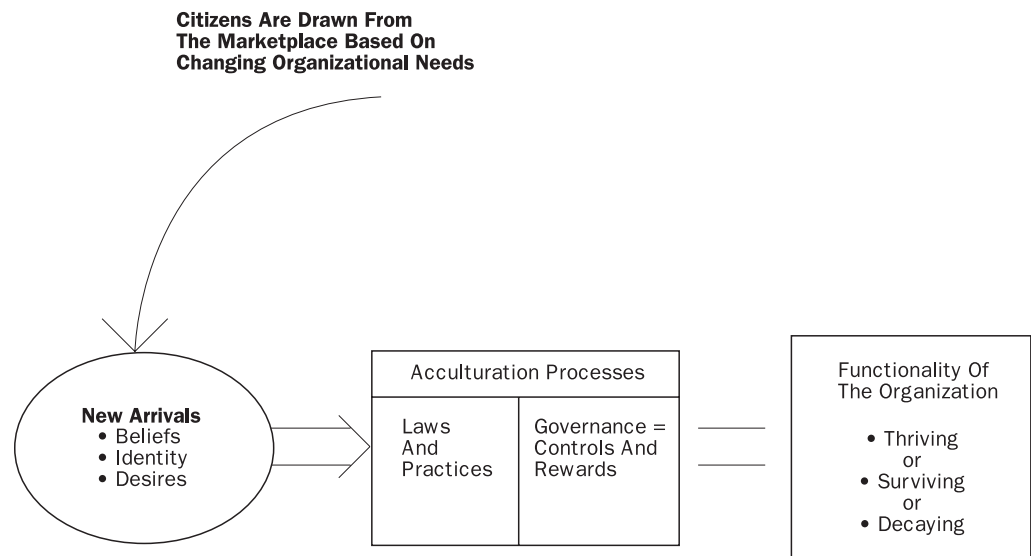 Citizens Are Drawn From
The Marketplace Based On
Changing Organizational Needs
New Arrivals
• Beliefs
• Identity
• Desires
Acculturation Processes
Laws
And
Practices
Governance =
Controls And
Rewards
Functionality Of
The Organization
• Thriving
or
• Surviving
or
• Decaying